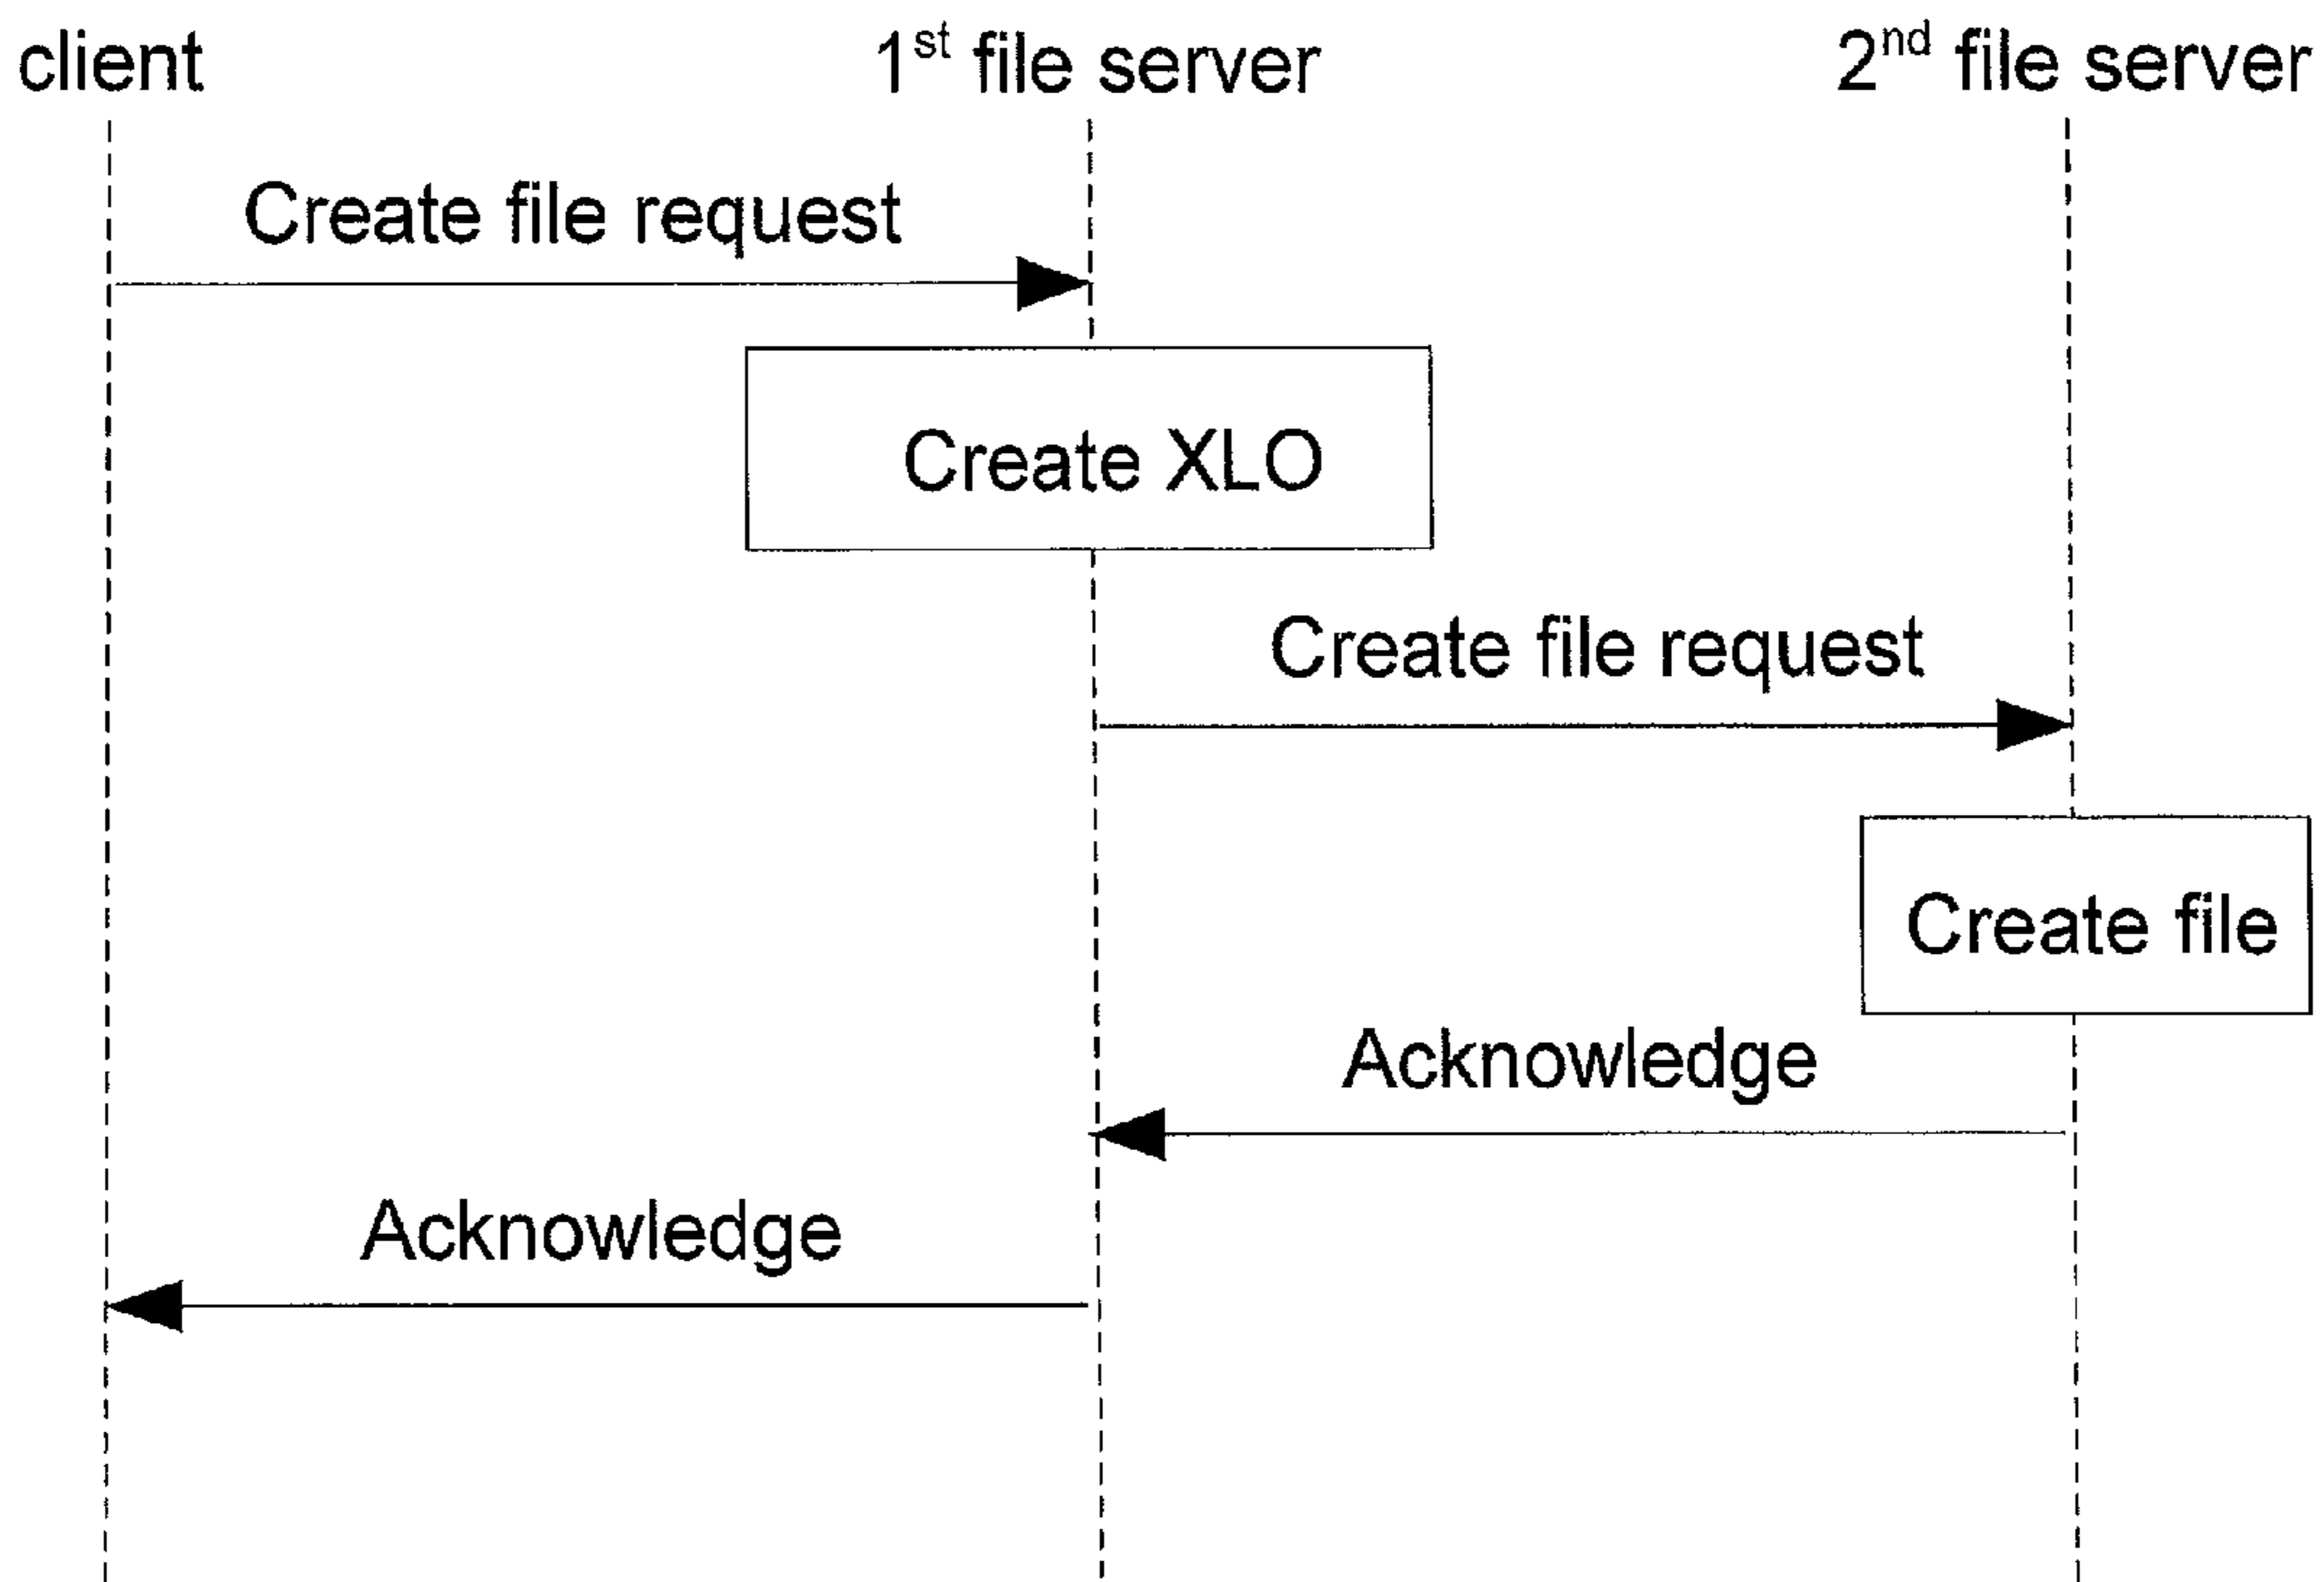 client 1st file server 2nd file server
Create file request
Create XLO
Create file request
Create file
Acknowledge
Acknowledge